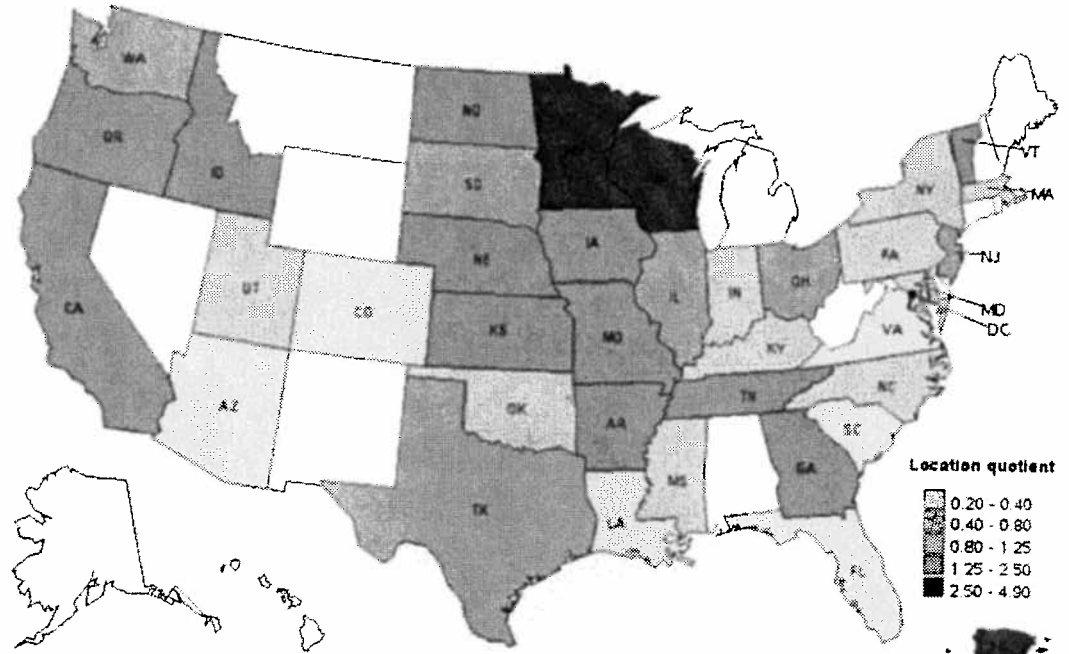 WA
ND
OR
ID
SD
VT
NY
MA
IA
NE
PA
NJ
UT
IL
IN
OH
CA
CO
MD
KS
MO
VA
DC
KY
AZ
OK
TN
NC
AR
SC
MS
GA
Location quotient
TX
LA
0.20 - 0.40
0.40 - 0.80
FL
0.80 - 1.25
1.25 - 2.50
2.50 - 4.90